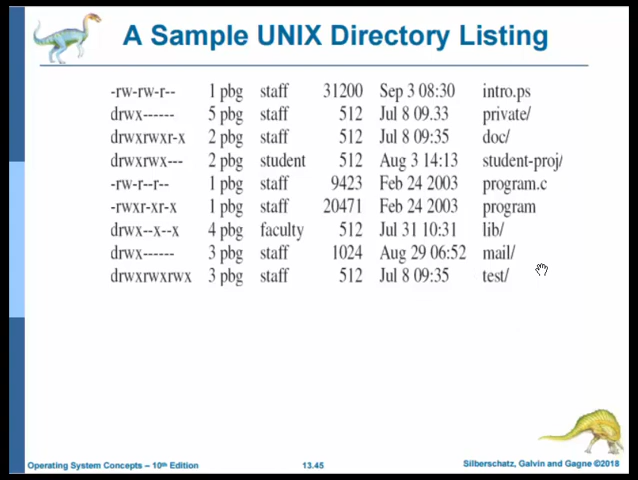 A Sample UNIX Directory Listing
-rw-rw-r-- 1 pbg staff 31200 Sep 3 08:30 intro.ps
drwx------ 5 pbg staff 512 Jul 8 09.33 private/
drwxrwxr-x 2 pbg staff 512 Jul 8 09:35 doc/
drwxrwx--- 2 pbg student 512 Aug 3 14:13 student-proj/
-rw-r--r-- 1 pbg staff 9423 Feb 24 2003 program.c
-rwxr-xr-x 1 pbg staff 20471 Feb 24 2003 program
drwx--x--x 4 pbg faculty 512 Jul 31 10:31 lib/
drwx------ 3 pbg staff 1024 Aug 29 06:52 mail/
drwxrwxrwx 3 pbg staff 512 Jul 8 09:35 test/
Operating System Concepts – 10th Edition 13.45 Silberschatz, Galvin and Gagne ©2018